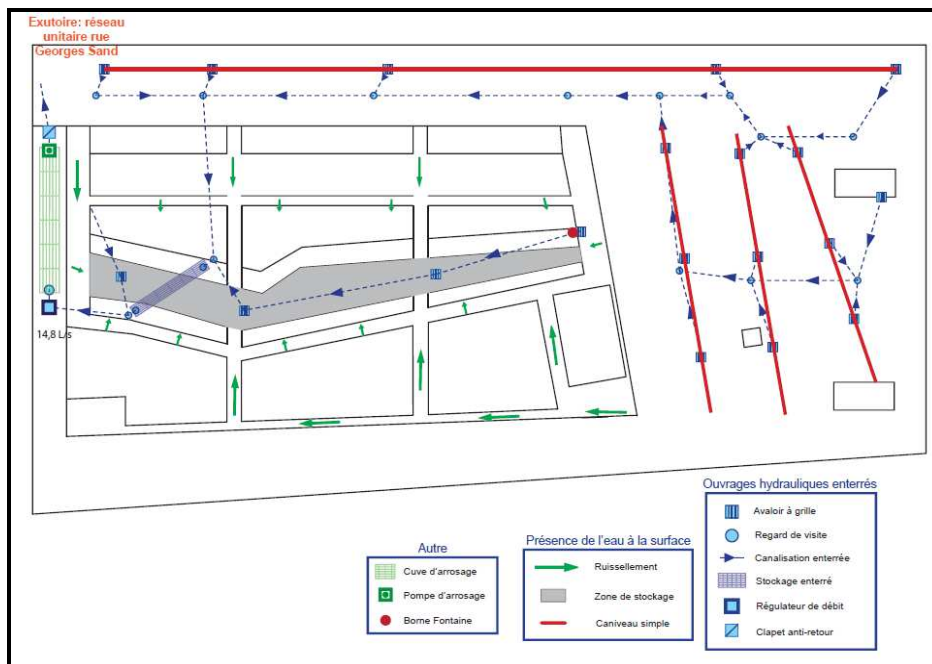 Exutoire: réseau
unitaire rue
Georges Sand
14,8 L/s
Ouvrages hydrauliques enterrés
Avaloir à grille
Regard de visite
Canalisation enterrée
Stockage enterré
Régulateur de débit
Clapet anti-retour
Présence de l'eau à la surface
Ruissellement
Zone de stockage
Caniveau simple
Autre
Cuve d'arrosage
Pompe d'arrosage
Borne Fontaine